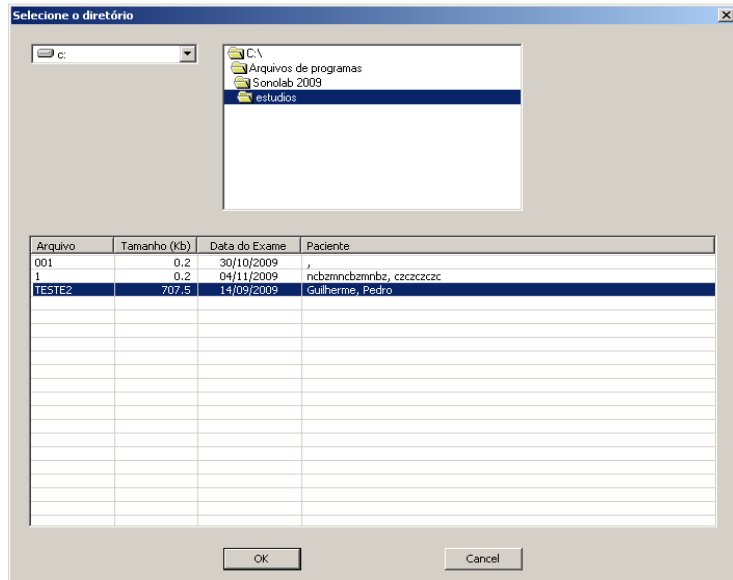 Selecione o diretório
c:
C:\
Arquivos de programas
Sonolab 2009
estudios
Arquivo Tamanho (Kb) Data do Exame Paciente
001 0.2 30/10/2009 ,
1 0.2 04/11/2009 ncbzmncbzmnbz, czczczczc
TESTE2 707.5 14/09/2009 Guilherme, Pedro
OK Cancel